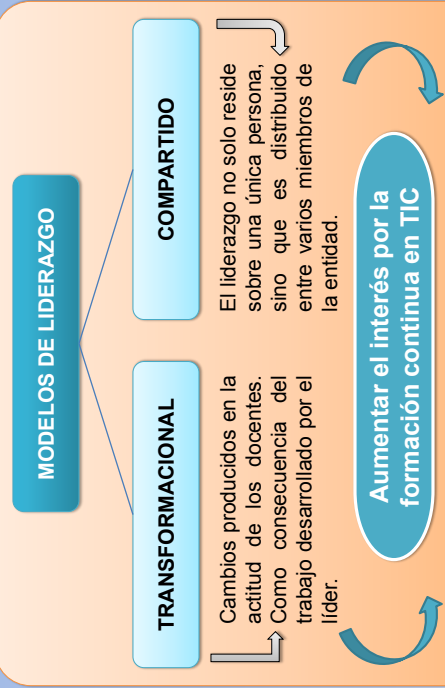 MODELOS DE LIDERAZGO
TRANSFORMACIONAL
Cambios producidos en la
actitud de los docentes.
Como consecuencia del
trabajo desarrollado por el
líder.
COMPARTIDO
El liderazgo no solo reside
sobre una única persona,
sino que es distribuido
entre varios miembros de
la entidad.
Aumentar el interés por la
formación continua en TIC